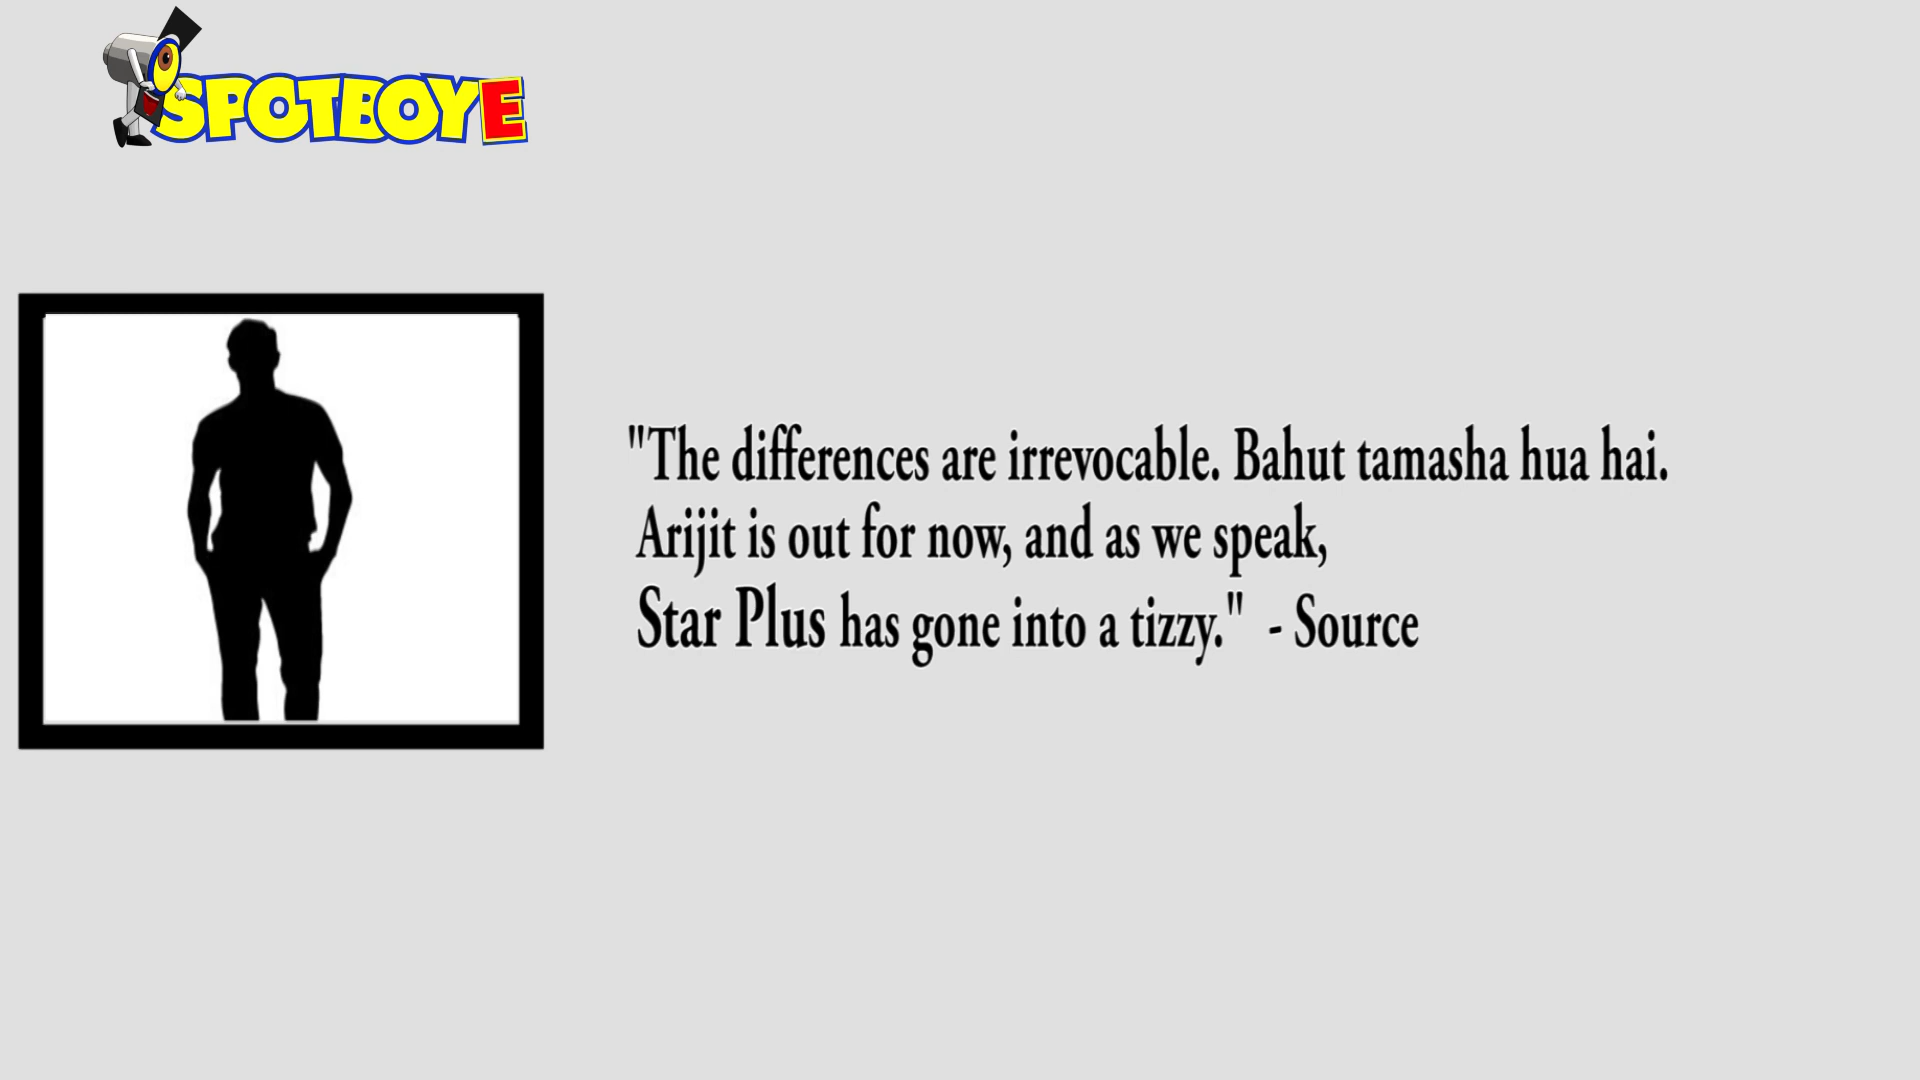 SPOTBOYE
"The differences are irrevocable. Bahut tamasha hua hai.
Arijit is out for now, and as we speak,
Star Plus has gone into a tizzy." - Source